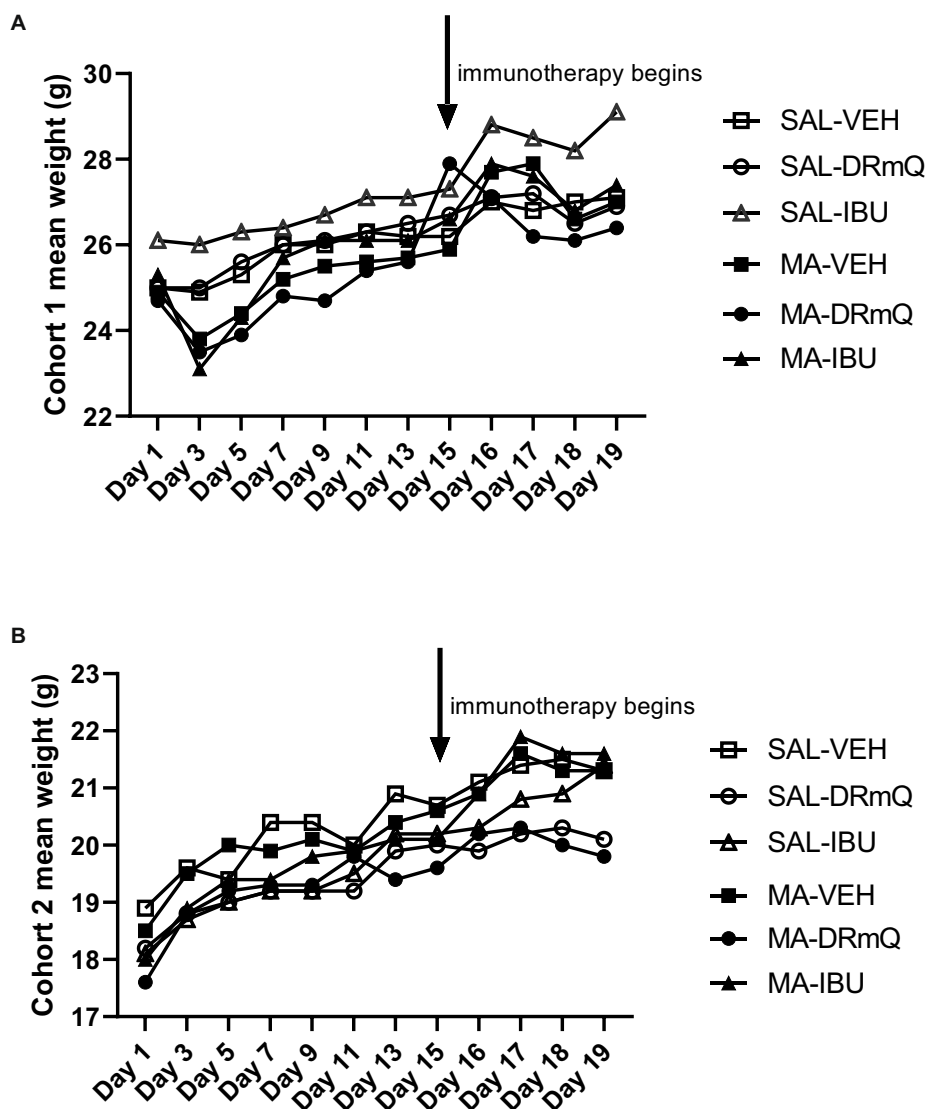 A
immunotherapy begins
Cohort 1 mean weight (g)
30
28
26
24
22
Day 1
Day 3
Day 5
Day 7
Day 9
Day 11
Day 13
Day 15
Day 16
Day 17
Day 18
Day 19
SAL-VEH
SAL-DRmQ
SAL-IBU
MA-VEH
MA-DRmQ
MA-IBU
B
immunotherapy begins
Cohort 2 mean weight (g)
23
22
21
20
19
18
17
Day 1
Day 3
Day 5
Day 7
Day 9
Day 11
Day 13
Day 15
Day 16
Day 17
Day 18
Day 19
SAL-VEH
SAL-DRmQ
SAL-IBU
MA-VEH
MA-DRmQ
MA-IBU